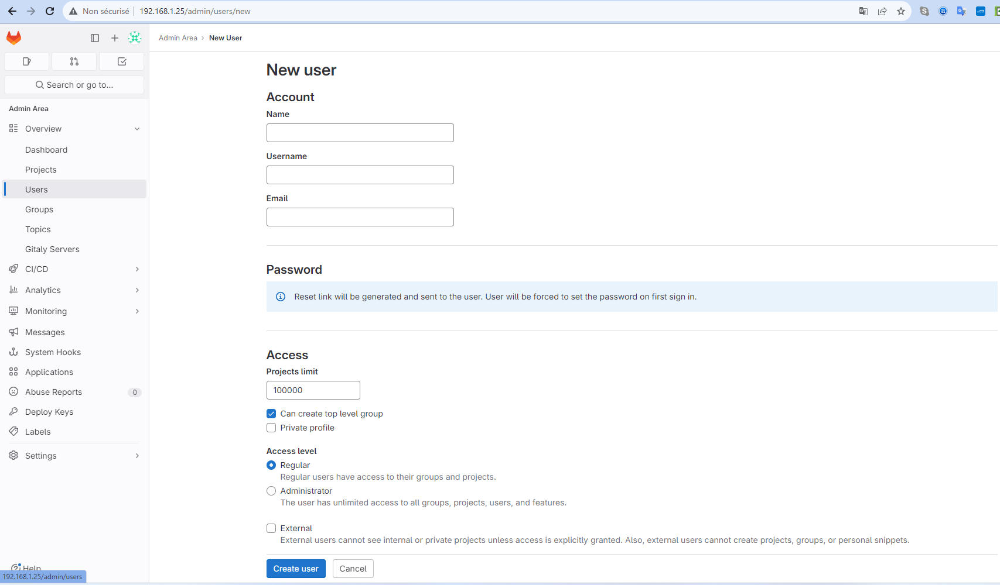 Non sécurisé 192.168.1.25/admin/users/new
Admin Area › New User
Search or go to...
Admin Area
Overview
Dashboard
Projects
Users
Groups
Topics
Gitaly Servers
CI/CD
Analytics
Monitoring
Messages
System Hooks
Applications
Abuse Reports 0
Deploy Keys
Labels
Settings
Help
192.168.1.25/admin/users
New user
Account
Name
Username
Email
Password
Reset link will be generated and sent to the user. User will be forced to set the password on first sign in.
Access
Projects limit
100000
Can create top level group
Private profile
Access level
Regular
Regular users have access to their groups and projects.
Administrator
The user has unlimited access to all groups, projects, users, and features.
External
External users cannot see internal or private projects unless access is explicitly granted. Also, external users cannot create projects, groups, or personal snippets.
Create user Cancel